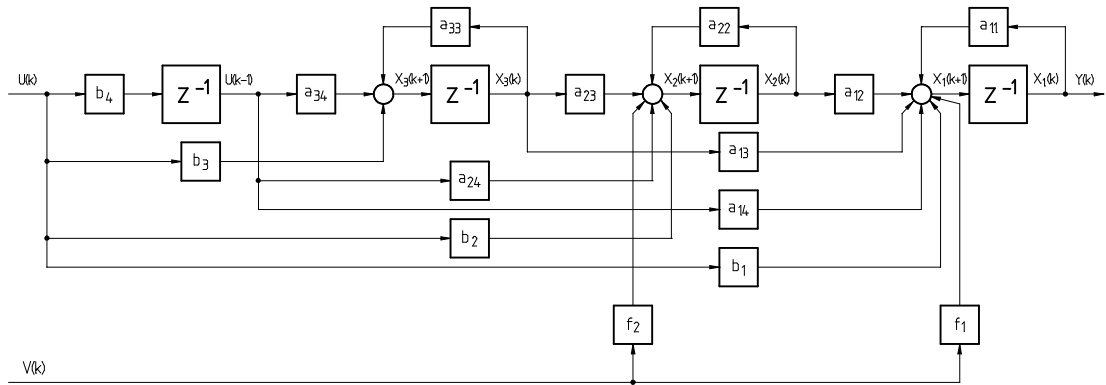 a33
a22
a11
U(k)
b4
Z⁻¹
U(k-1)
a34
X3(k+1)
Z⁻¹
X3(k)
a23
X2(k+1)
Z⁻¹
X2(k)
a12
X1(k+1)
Z⁻¹
X1(k)
Y(k)
b3
a13
a24
a14
b2
b1
f2
f1
V(k)